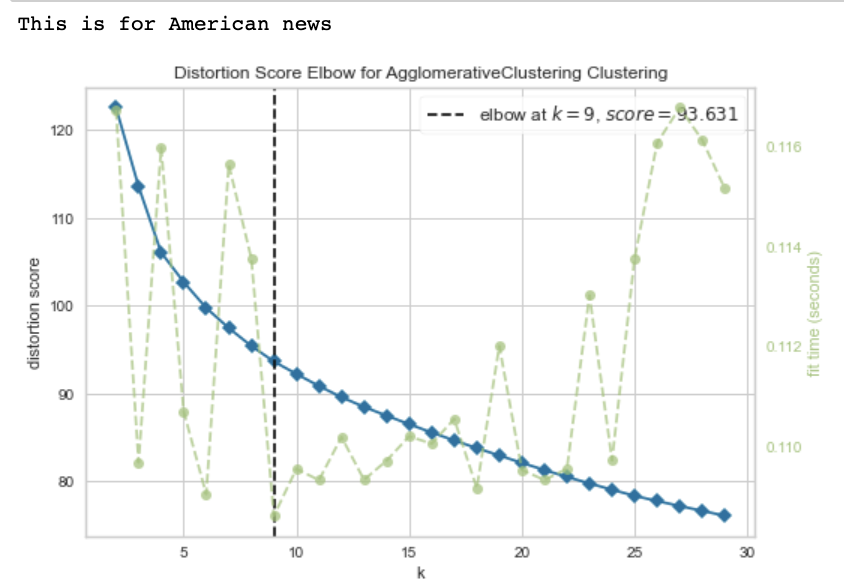 This is for American news
Distortion Score Elbow for AgglomerativeClustering Clustering
elbow at k = 9, score = 93.631
distortion score
120
110
100
90
80
0.116
0.114
0.112
0.110
fit time (seconds)
5 10 15 20 25 30
k